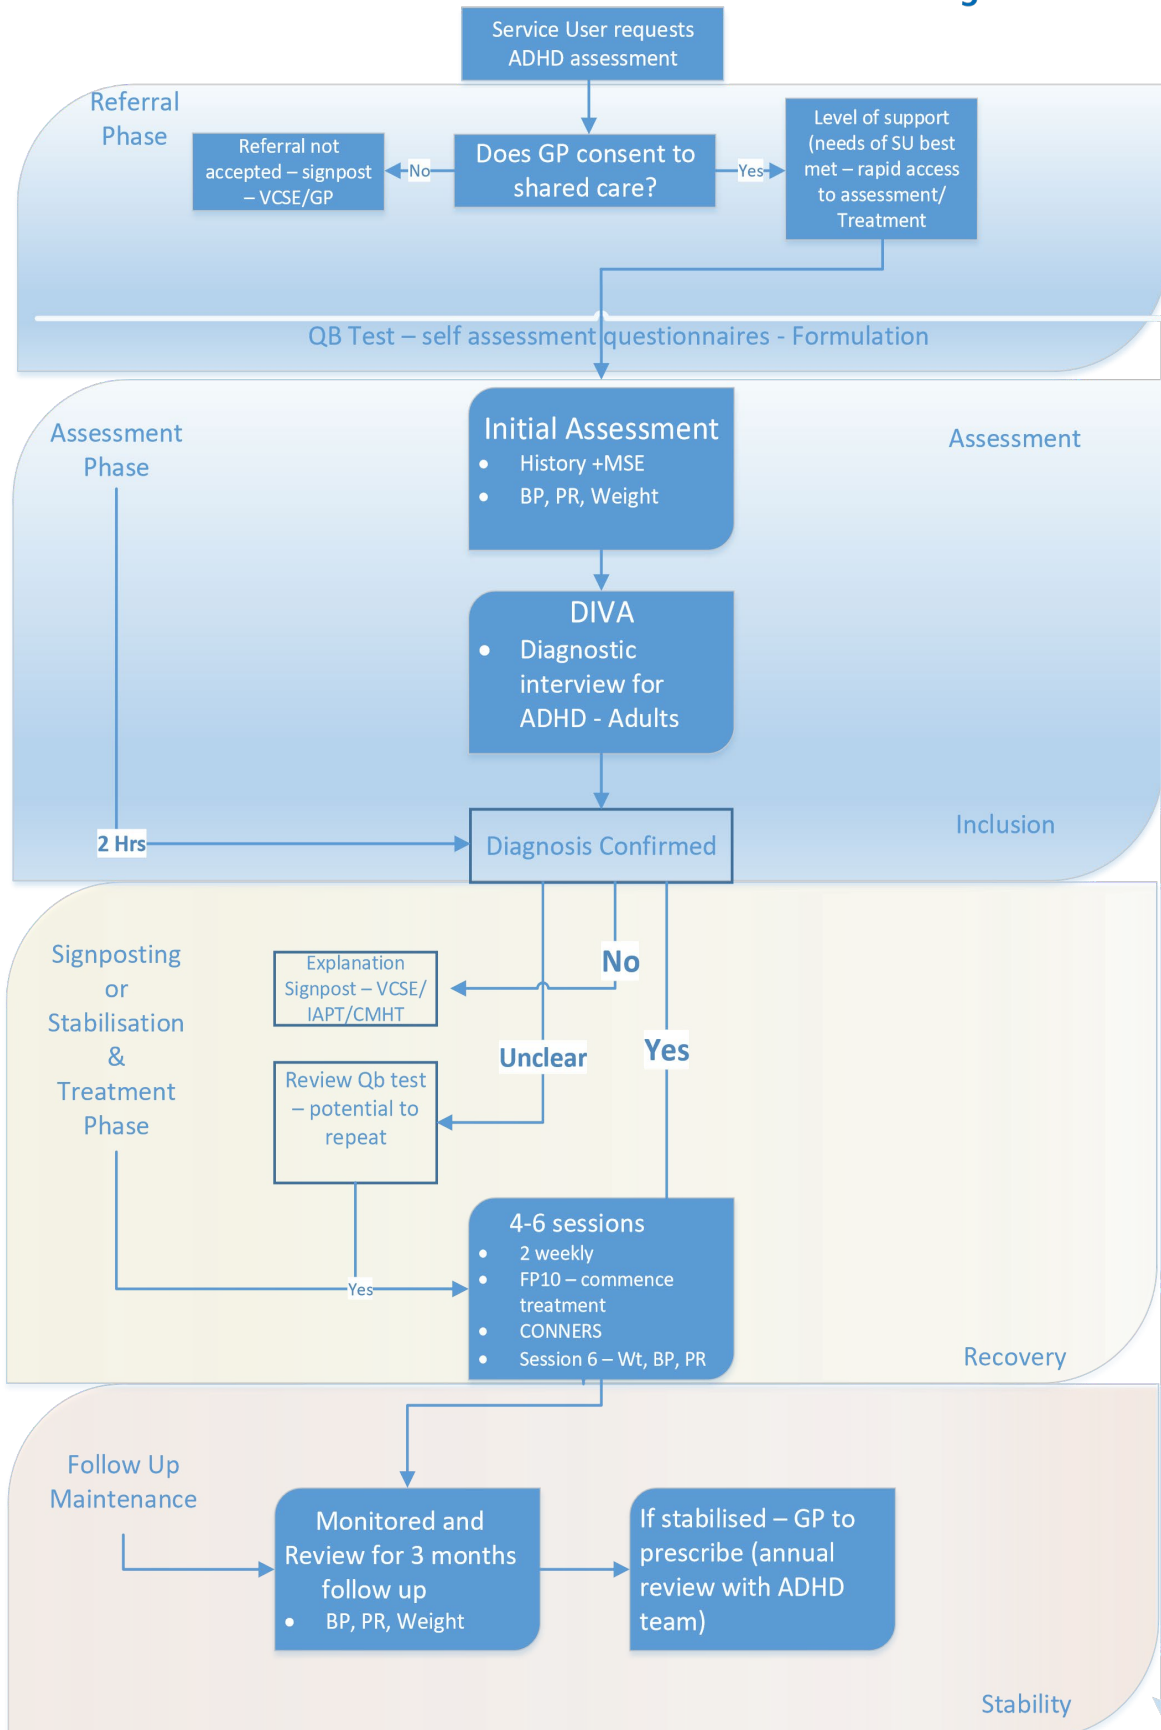 Service User requests
ADHD assessment
Referral
Phase
Referral not
accepted – signpost
– VCSE/GP
No
Does GP consent to
shared care?
Yes
Level of support
(needs of SU best
met – rapid access
to assessment/
Treatment
QB Test – self assessment questionnaires - Formulation
Assessment
Phase
Initial Assessment
• History +MSE
• BP, PR, Weight
Assessment
DIVA
• Diagnostic
interview for
ADHD - Adults
2 Hrs
Diagnosis Confirmed
Inclusion
Signposting
or
Stabilisation
&
Treatment
Phase
Explanation
Signpost – VCSE/
IAPT/CMHT
No
Unclear
Yes
Review Qb test
– potential to
repeat
Yes
4-6 sessions
• 2 weekly
• FP10 – commence
treatment
• CONNERS
• Session 6 – Wt, BP, PR
Recovery
Follow Up
Maintenance
Monitored and
Review for 3 months
follow up
• BP, PR, Weight
If stabilised – GP to
prescribe (annual
review with ADHD
team)
Stability